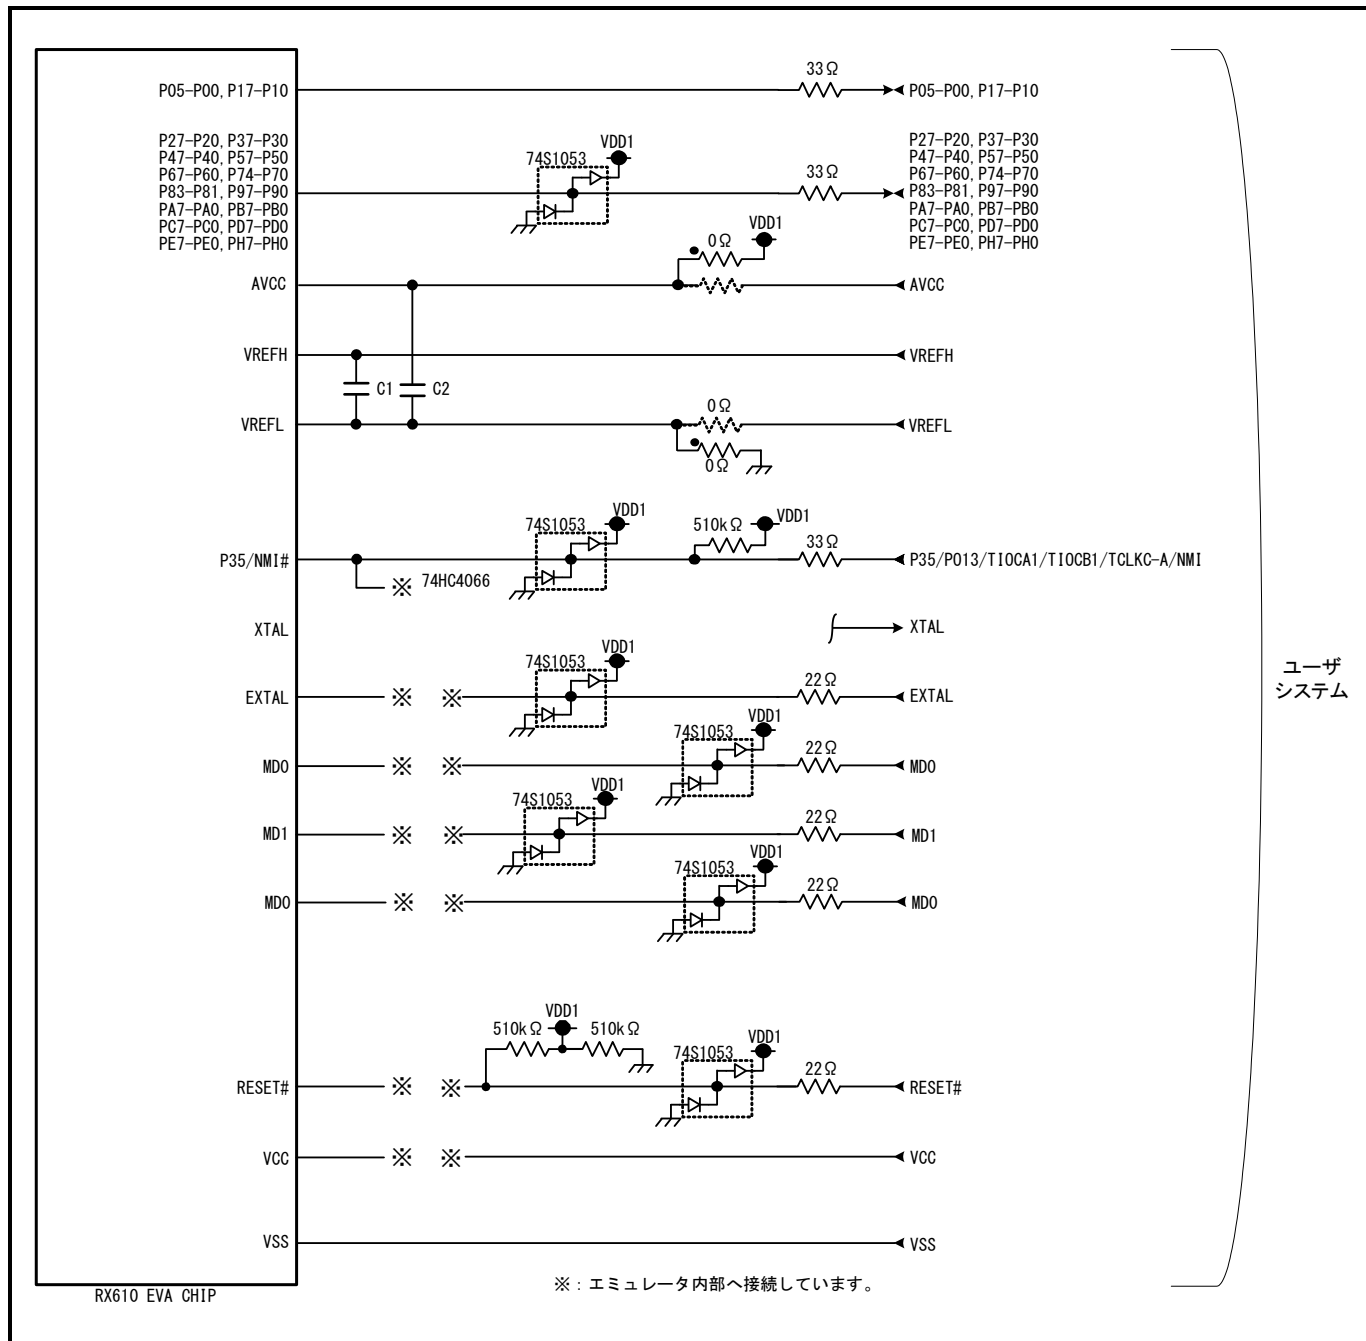 33Ω
P05-P00, P17-P10
P05-P00, P17-P10
P27-P20, P37-P30
P47-P40, P57-P50
P67-P60, P74-P70
P83-P81, P97-P90
PA7-PA0, PB7-PB0
PC7-PC0, PD7-PD0
PE7-PE0, PH7-PH0
74S1053
VDD1
33Ω
P27-P20, P37-P30
P47-P40, P57-P50
P67-P60, P74-P70
P83-P81, P97-P90
PA7-PA0, PB7-PB0
PC7-PC0, PD7-PD0
PE7-PE0, PH7-PH0
0Ω
VDD1
AVCC
AVCC
VREFH
VREFH
C1
C2
0Ω
VREFL
VREFL
0Ω
74S1053
VDD1
510kΩ
VDD1
33Ω
P35/NMI#
P35/PO13/TIOCA1/TIOCB1/TCLKC-A/NMI
※ 74HC4066
XTAL
XTAL
74S1053
VDD1
22Ω
EXTAL
※ ※
EXTAL
ユーザ
システム
74S1053
VDD1
22Ω
MD0
※ ※
MD0
74S1053
VDD1
22Ω
MD1
※ ※
MD1
74S1053
VDD1
22Ω
MD0
※ ※
MD0
510kΩ
VDD1
510kΩ
74S1053
VDD1
22Ω
RESET#
※ ※
RESET#
VCC
※ ※
VCC
VSS
VSS
RX610 EVA CHIP
※：エミュレータ内部へ接続しています。